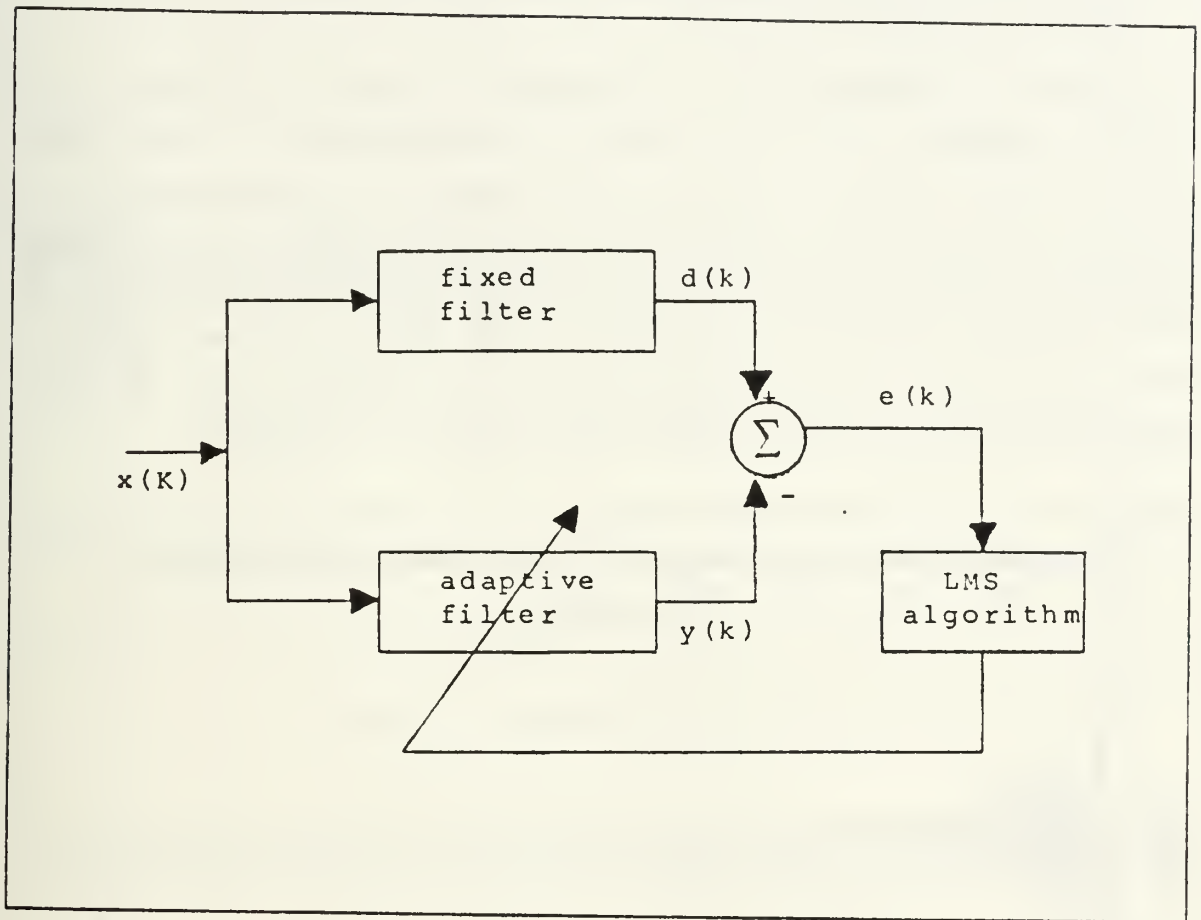 fixed
filter
d(k)
+
e(k)
Σ
x(K)
-
adaptive
filter
y(k)
LMS
algorithm